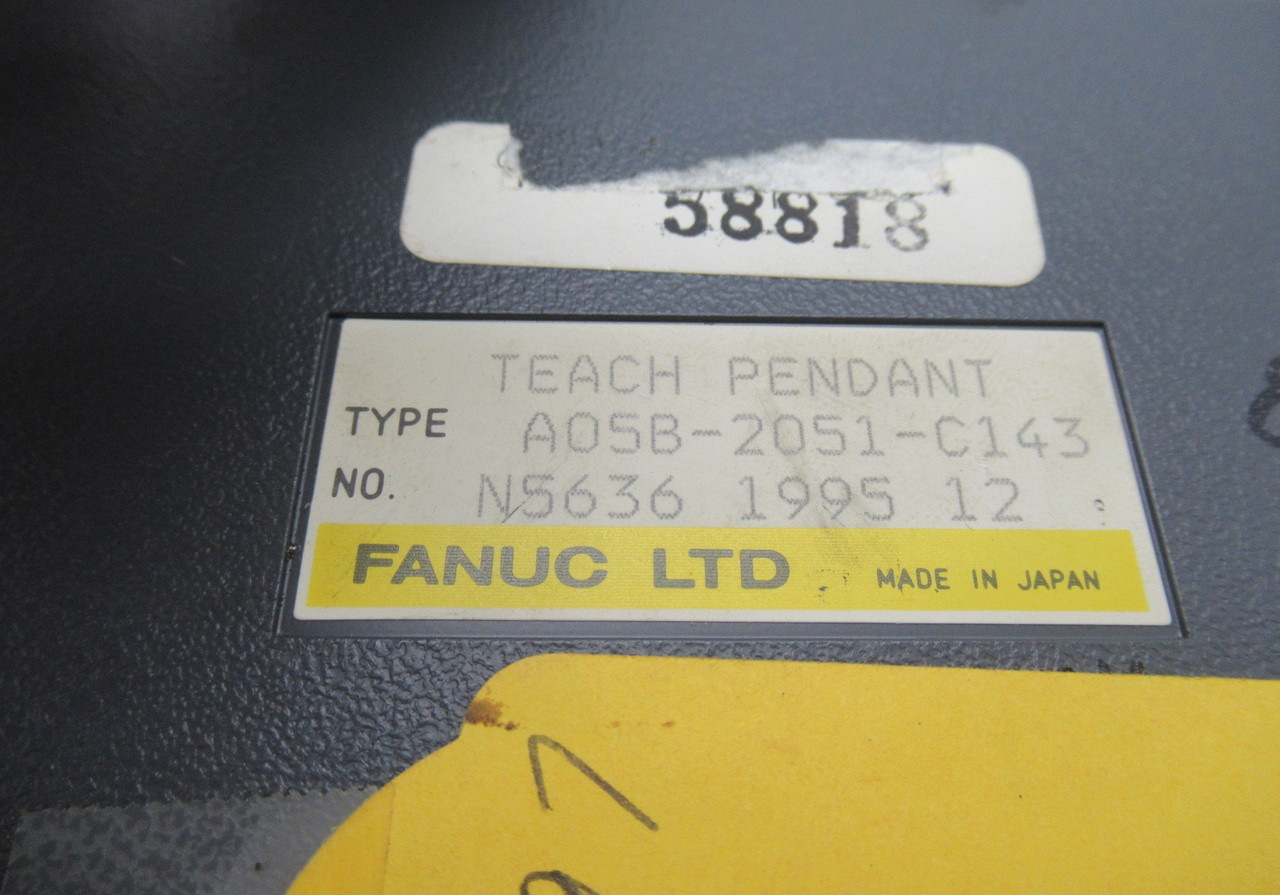 58818
TEACH PENDANT
TYPE A05B-2051-C143
NO. N5636 1995 12
FANUC LTD MADE IN JAPAN